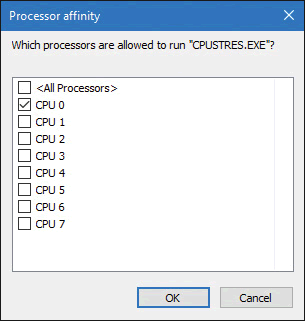 Processor affinity
Which processors are allowed to run "CPUSTRES.EXE"?
<All Processors>
CPU 0
CPU 1
CPU 2
CPU 3
CPU 4
CPU 5
CPU 6
CPU 7
OK
Cancel